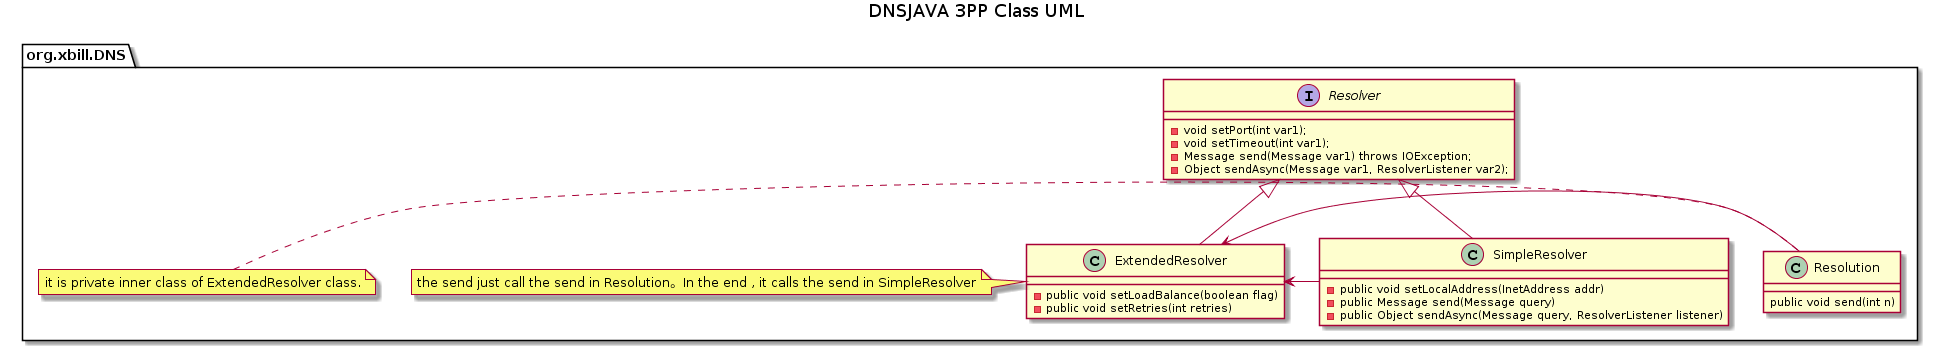 DNSJAVA 3PP Class UML
org.xbill.DNS
I Resolver
void setPort(int var1);
void setTimeout(int var1);
Message send(Message var1) throws IOException;
Object sendAsync(Message var1, ResolverListener var2);
it is private inner class of ExtendedResolver class.
the send just call the send in Resolution。In the end , it calls the send in SimpleResolver
C ExtendedResolver
public void setLoadBalance(boolean flag)
public void setRetries(int retries)
C SimpleResolver
public void setLocalAddress(InetAddress addr)
public Message send(Message query)
public Object sendAsync(Message query, ResolverListener listener)
C Resolution
public void send(int n)